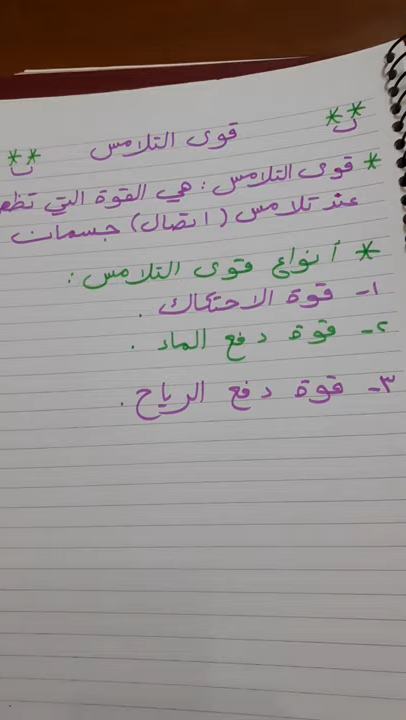 قوى التلامس
* قوى التلامس : هي القوة التي تظهر
عند تلامس ( اتصال ) جسمان
* أنواع قوى التلامس :
١- قوة الاحتكاك .
٢- قوة دفع الماء .
٣- قوة دفع الرياح .